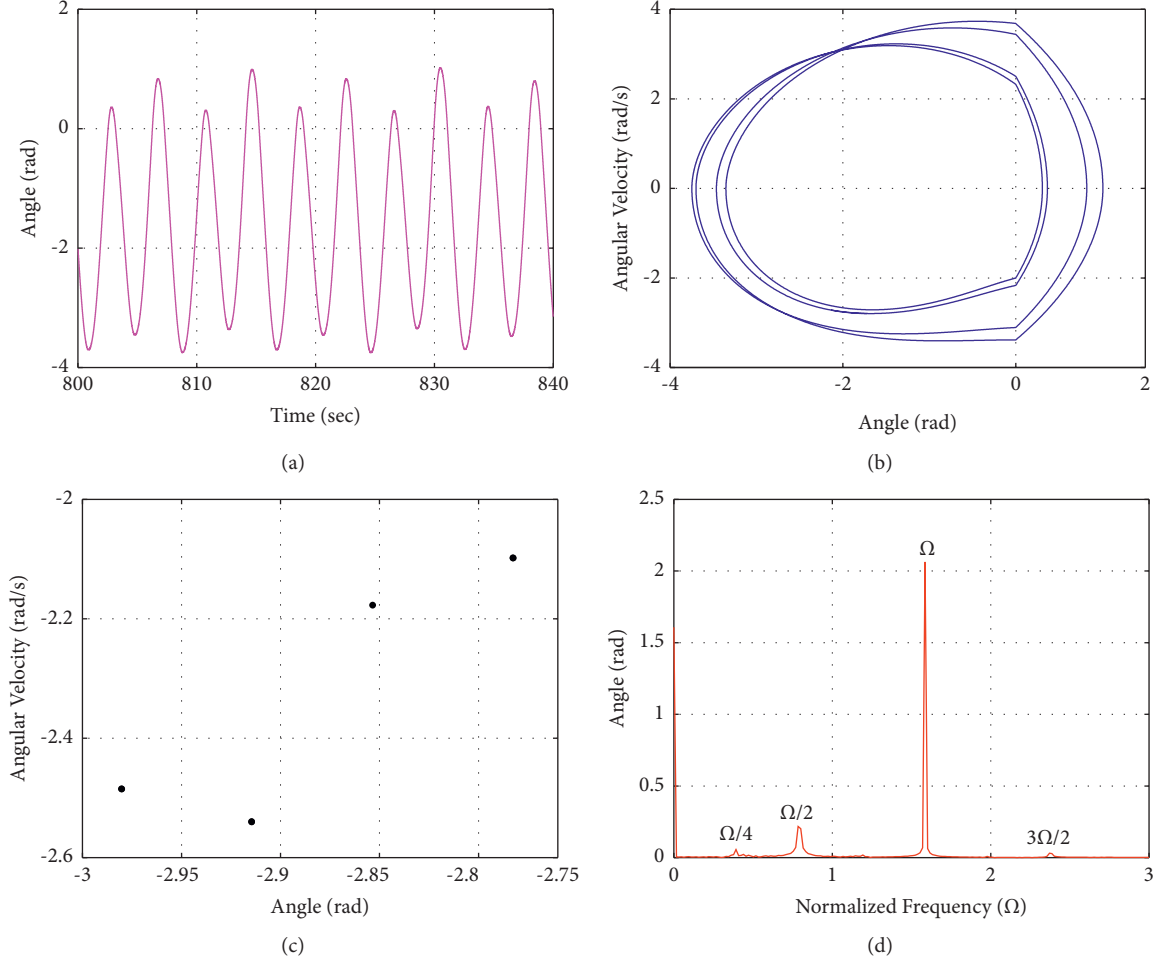 2
0
-2
-4
Angle (rad)
800 810 820 830 840
Time (sec)
(a)
4
2
0
-2
-4
Angular Velocity (rad/s)
-4 -2 0 2
Angle (rad)
(b)
-2
-2.2
-2.4
-2.6
Angular Velocity (rad/s)
-3 -2.95 -2.9 -2.85 -2.8 -2.75
Angle (rad)
(c)
2.5
2
1.5
1
0.5
0
Angle (rad)
Ω
Ω/2
Ω/4
3Ω/2
0 1 2 3
Normalized Frequency (Ω)
(d)